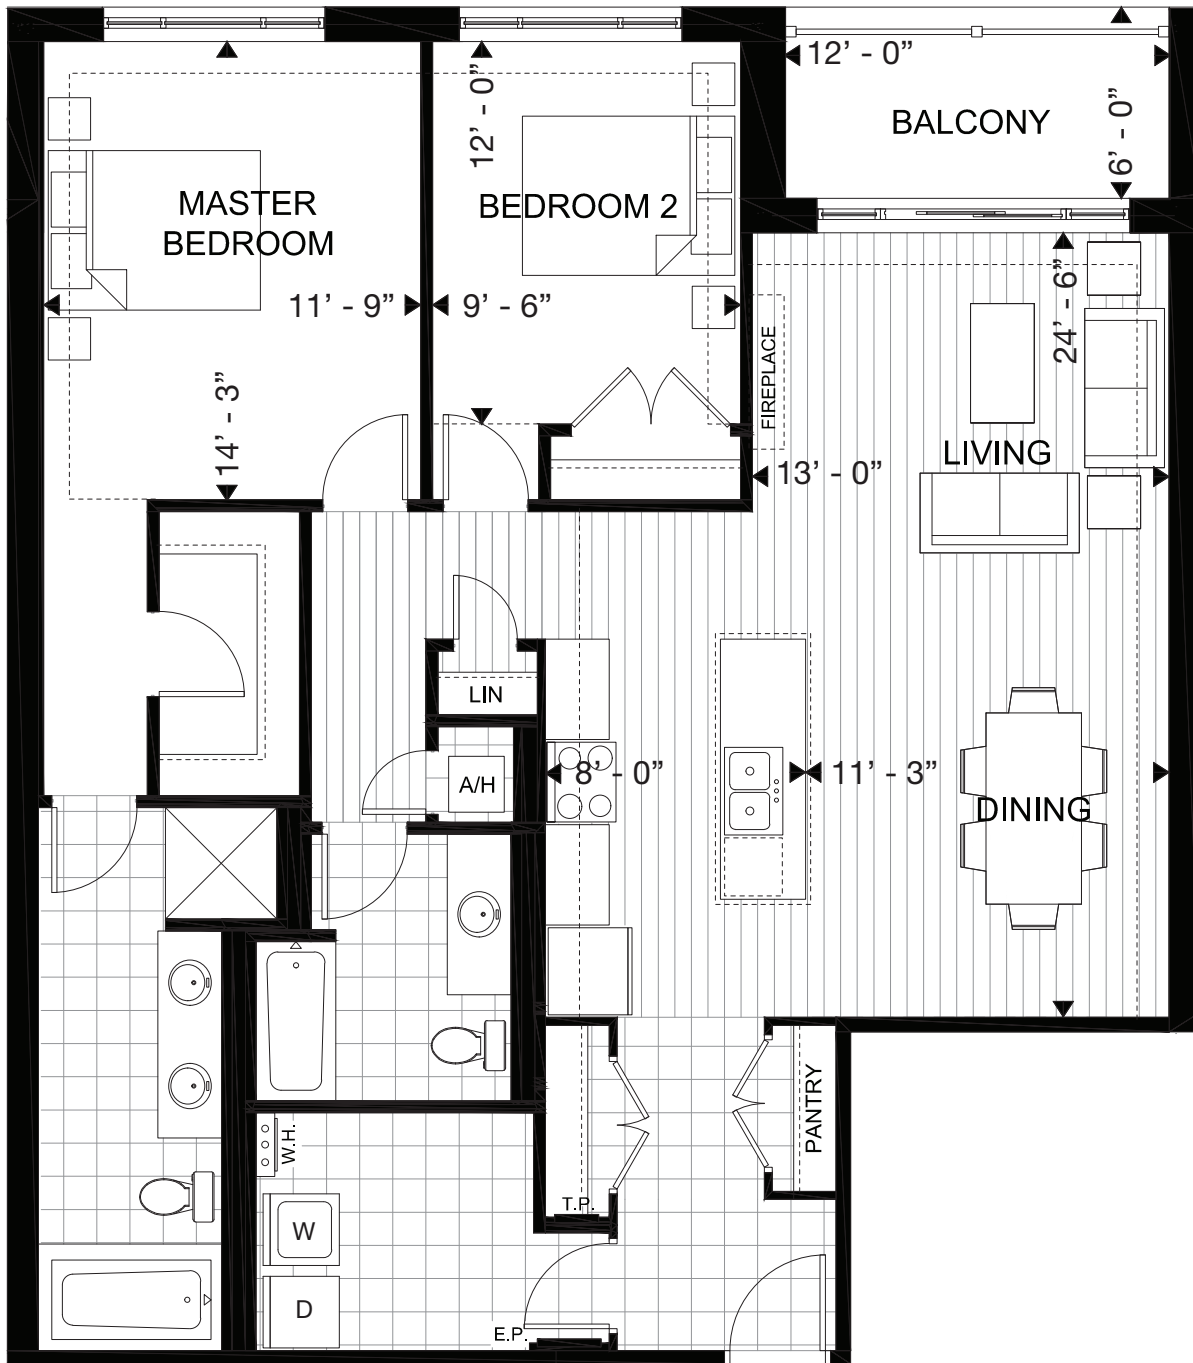 12’ - 0”
BALCONY
6’ - 0”
12’ - 0”
MASTER
BEDROOM
BEDROOM 2
11’ - 9”
9’ - 6”
24’ - 6”
FIREPLACE
14’ - 3”
LIVING
13’ - 0”
LIN
A/H
8’ - 0”
11’ - 3”
DINING
PANTRY
W.H.
T.P.
W
D
E.P.